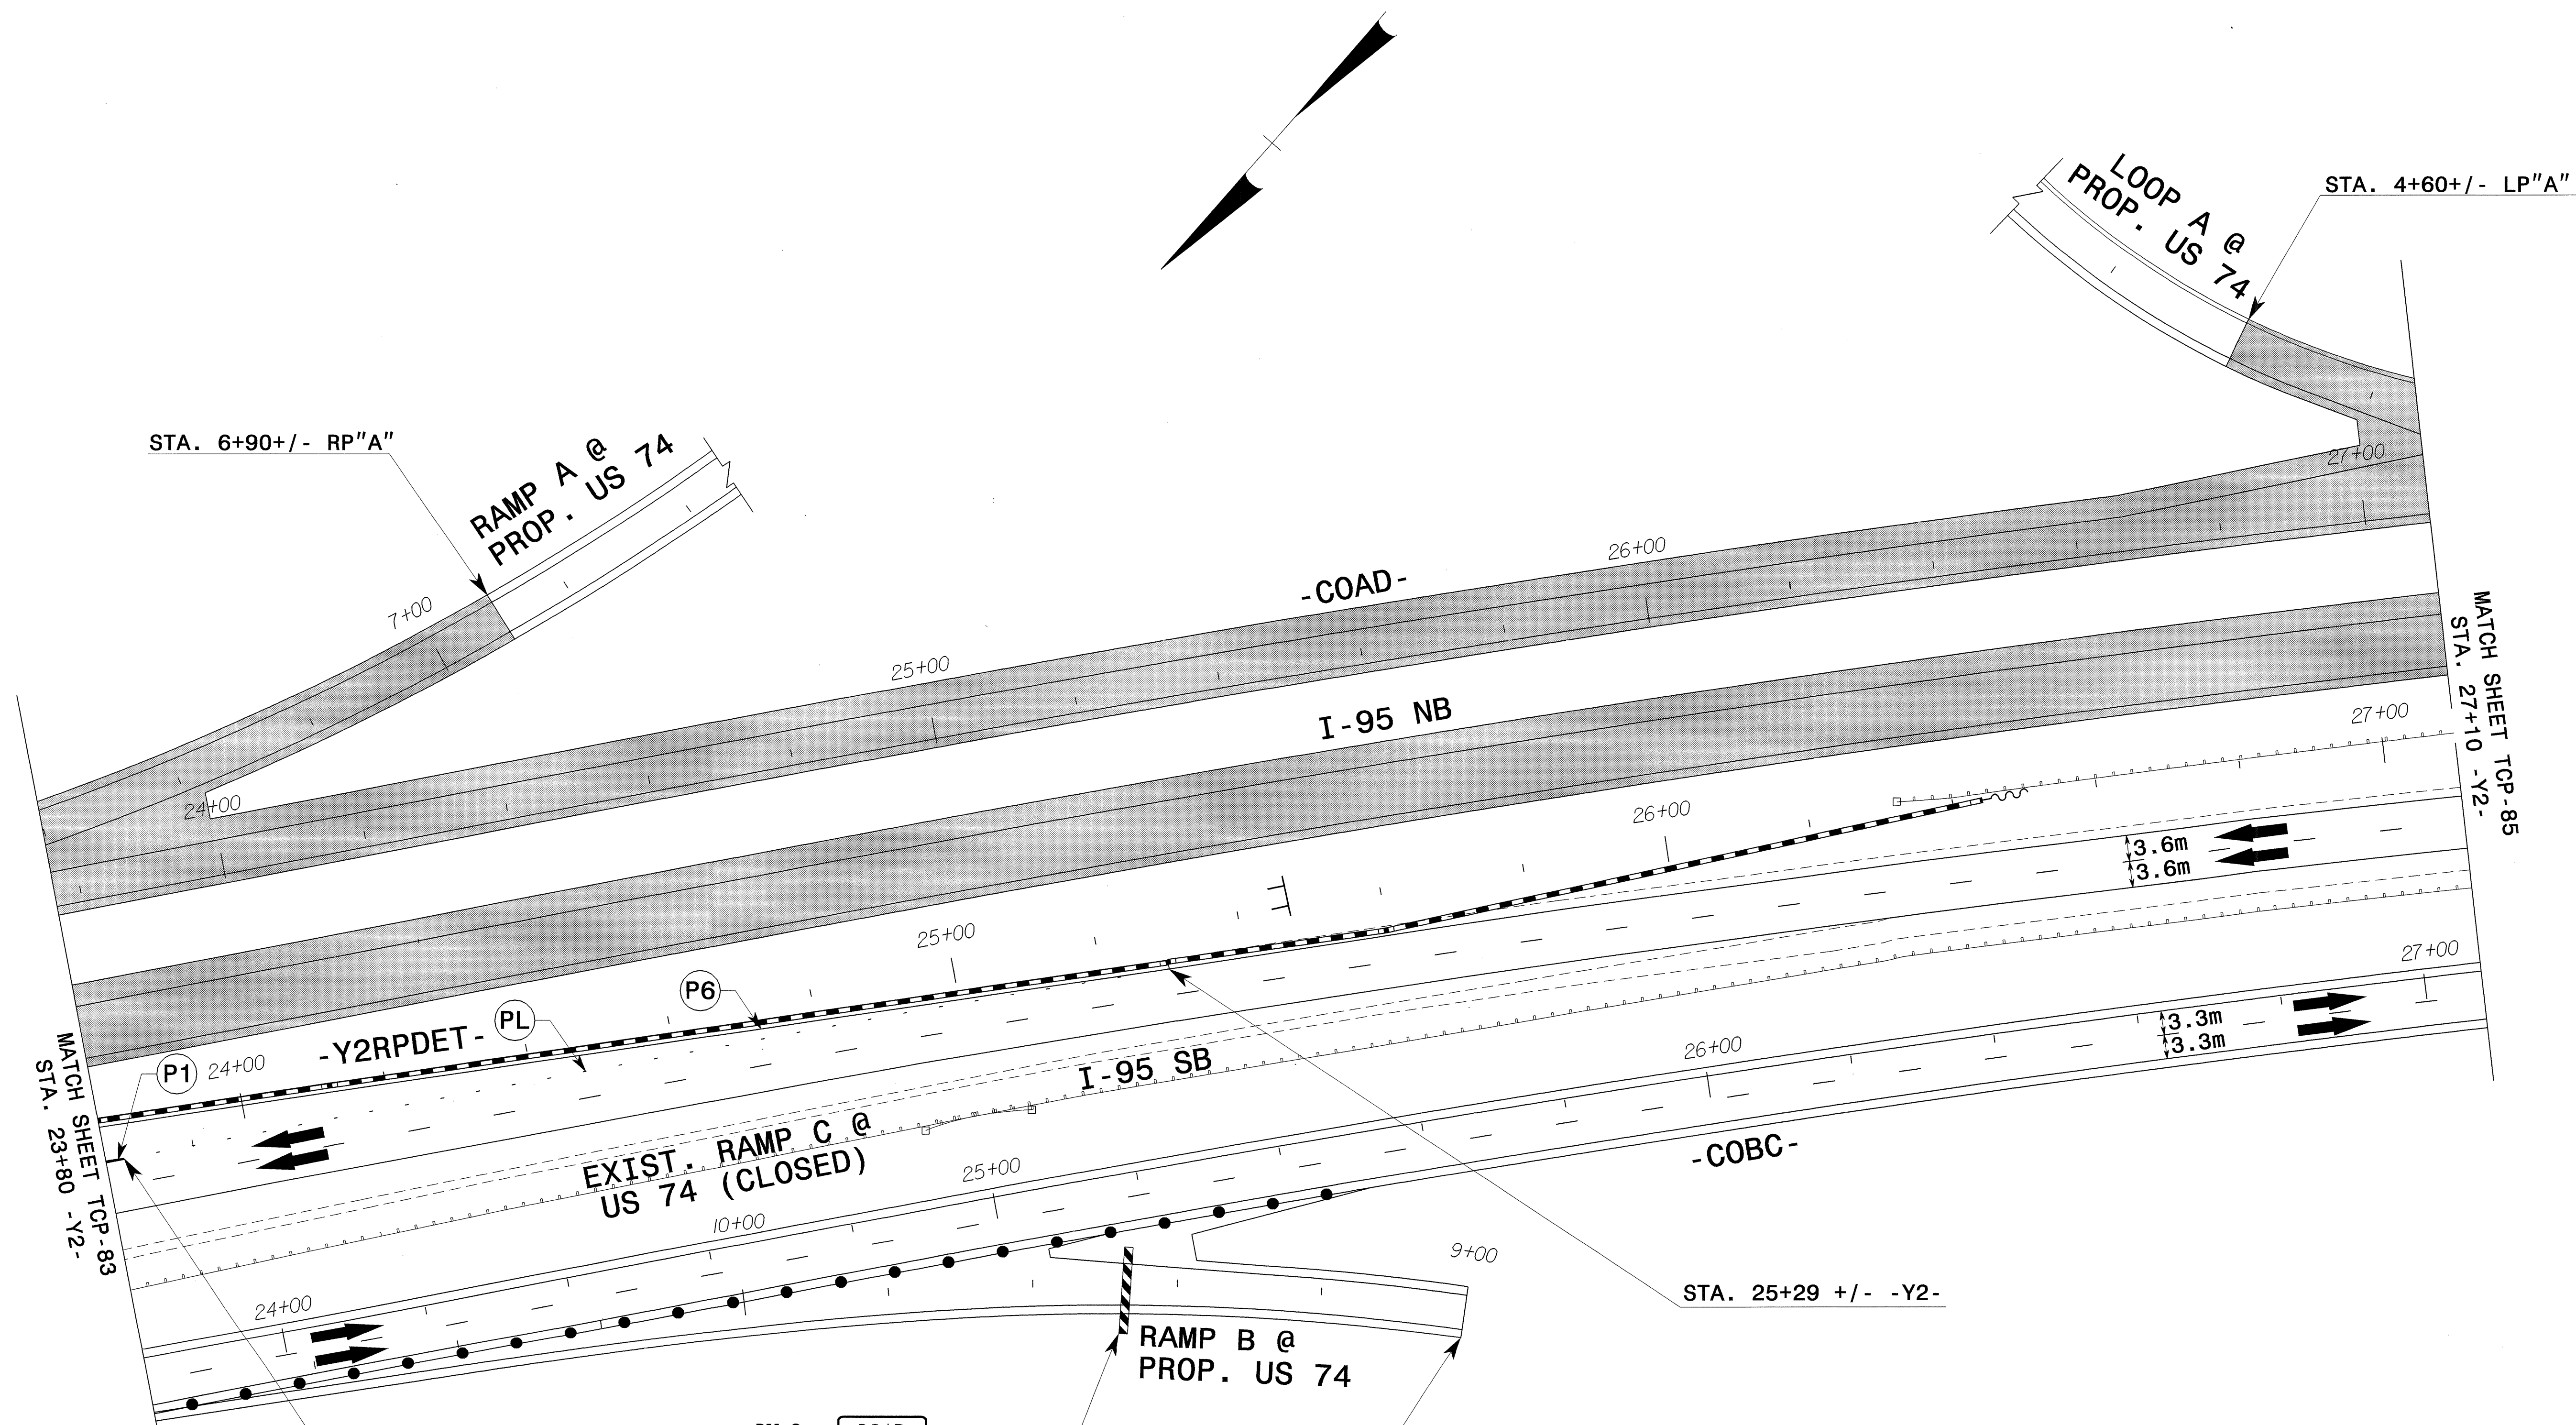 LOOP A @
PROP. US 74
STA. 4+60+/- LP"A"
STA. 6+90+/- RP"A"
RAMP A @
PROP. US 74
7+00
24+00
25+00
-COAD-
26+00
27+00
I-95 NB
MATCH SHEET TCP-85
STA. 27+10 -Y2-
27+00
26+00
25+00
3.6m
3.6m
P6
PL
-Y2RPDET-
P1
24+00
MATCH SHEET TCP-83
STA. 23+80 -Y2-
I-95 SB
EXIST. RAMP C @
US 74 (CLOSED)
27+00
3.3m
3.3m
26+00
-COBC-
25+00
10+00
24+00
9+00
STA. 25+29 +/- -Y2-
RAMP B @
PROP. US 74